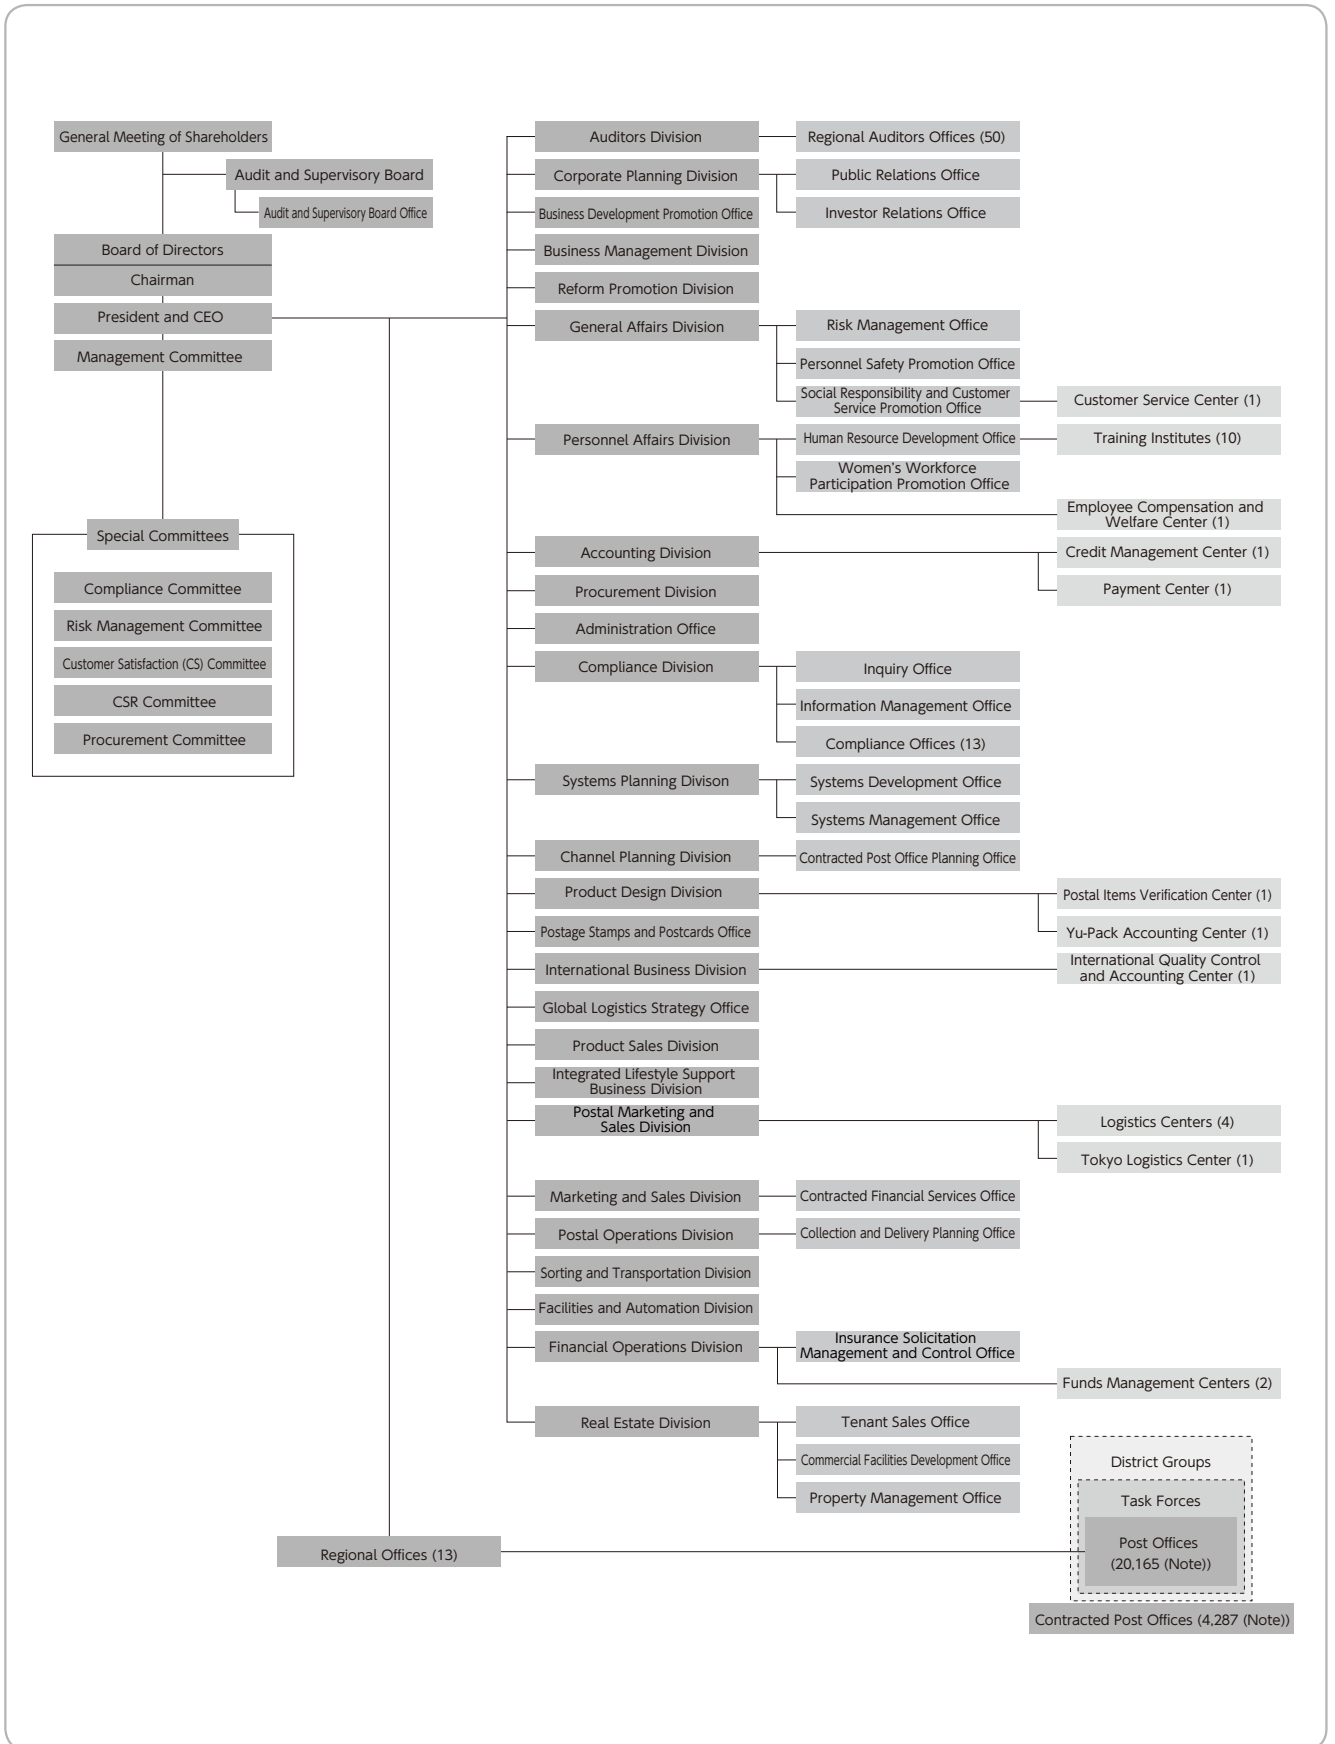 General Meeting of Shareholders
Audit and Supervisory Board
Audit and Supervisory Board Office
Board of Directors
Chairman
President and CEO
Management Committee
Special Committees
Compliance Committee
Risk Management Committee
Customer Satisfaction (CS) Committee
CSR Committee
Procurement Committee
Auditors Division
Regional Auditors Offices (50)
Corporate Planning Division
Public Relations Office
Investor Relations Office
Business Development Promotion Office
Business Management Division
Reform Promotion Division
General Affairs Division
Risk Management Office
Personnel Safety Promotion Office
Social Responsibility and Customer
Service Promotion Office
Customer Service Center (1)
Personnel Affairs Division
Human Resource Development Office
Training Institutes (10)
Women's Workforce
Participation Promotion Office
Employee Compensation and
Welfare Center (1)
Accounting Division
Credit Management Center (1)
Payment Center (1)
Procurement Division
Administration Office
Compliance Division
Inquiry Office
Information Management Office
Compliance Offices (13)
Systems Planning Divison
Systems Development Office
Systems Management Office
Channel Planning Division
Contracted Post Office Planning Office
Product Design Division
Postal Items Verification Center (1)
Yu-Pack Accounting Center (1)
Postage Stamps and Postcards Office
International Business Division
International Quality Control
and Accounting Center (1)
Global Logistics Strategy Office
Product Sales Division
Integrated Lifestyle Support
Business Division
Postal Marketing and
Sales Division
Logistics Centers (4)
Tokyo Logistics Center (1)
Marketing and Sales Division
Contracted Financial Services Office
Postal Operations Division
Collection and Delivery Planning Office
Sorting and Transportation Division
Facilities and Automation Division
Financial Operations Division
Insurance Solicitation
Management and Control Office
Funds Management Centers (2)
Real Estate Division
Tenant Sales Office
Commercial Facilities Development Office
Property Management Office
Regional Offices (13)
District Groups
Task Forces
Post Offices
(20,165 (Note))
Contracted Post Offices (4,287 (Note))